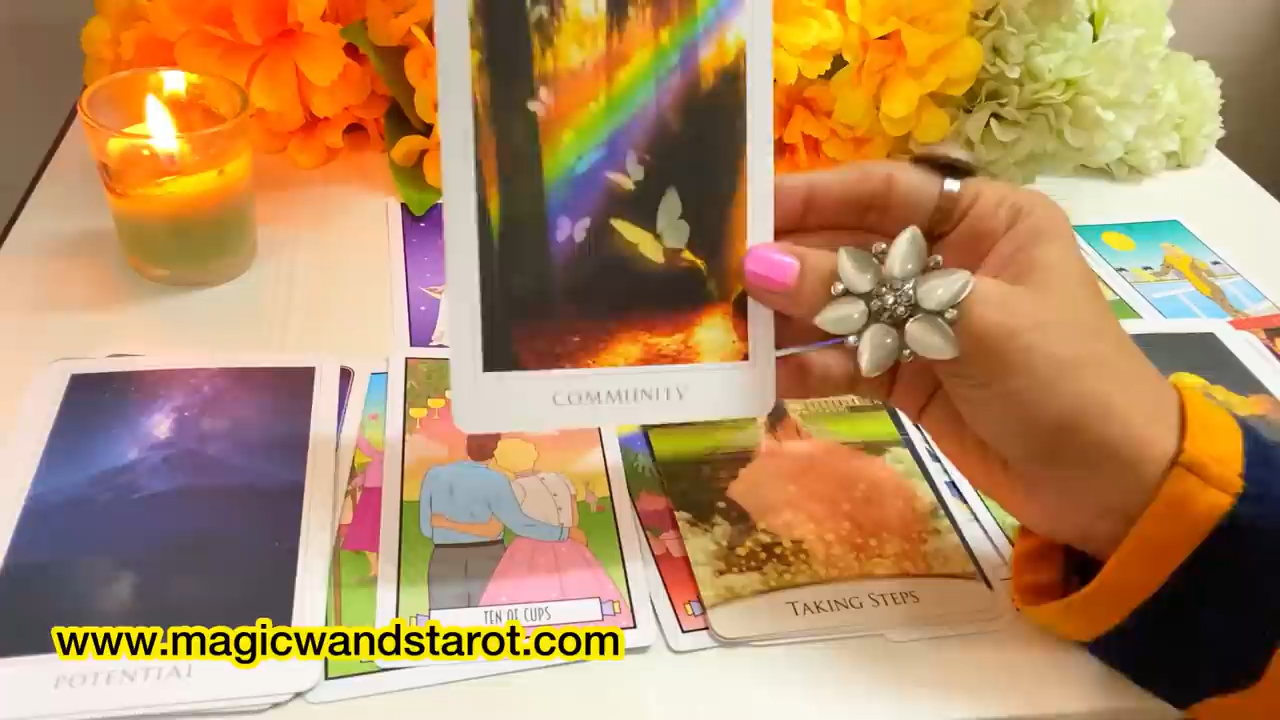 COMMUNITY
TEN OF CUPS
TAKING STEPS
www.magicwandstarot.com
POTENTIAL